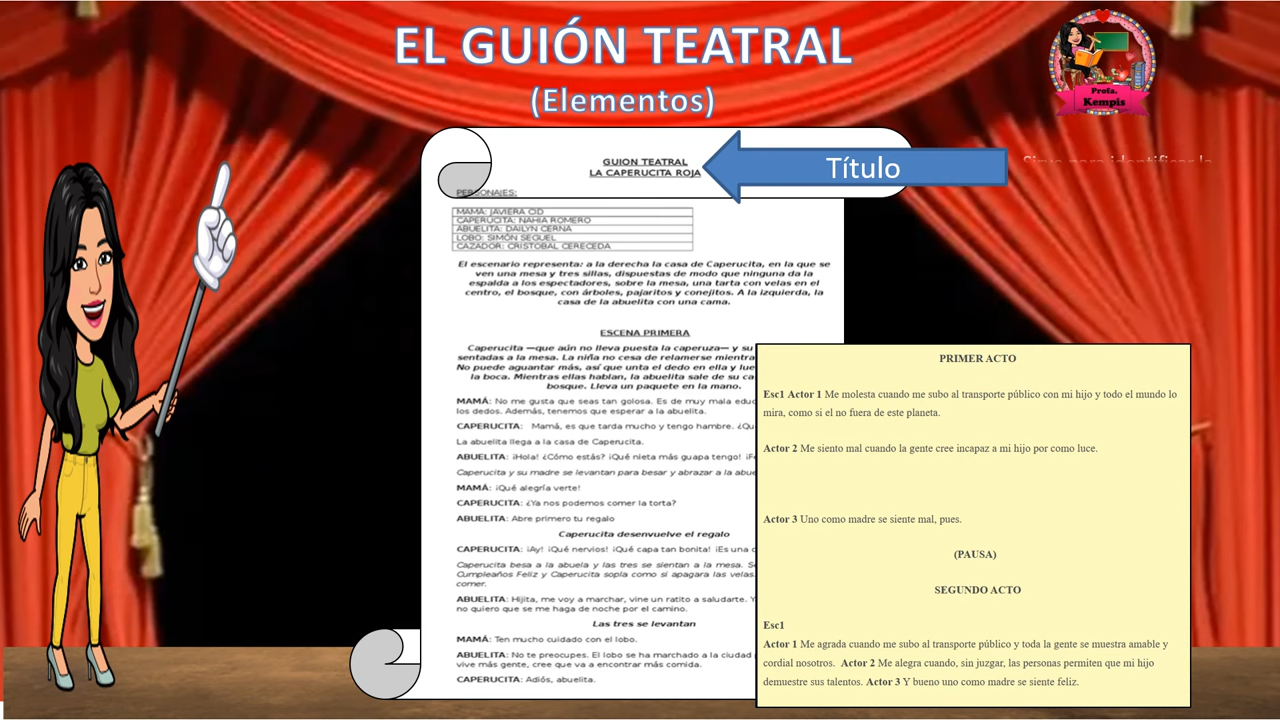 EL GUIÓN TEATRAL
(Elementos)
Profa.
Kempis
Título
GUION TEATRAL
LA CAPERUCITA ROJA
PERSONAJES:
MAMÁ: JAVIERA CID
CAPERUCITA: NAHIA ROMERO
ABUELITA: DAILYN CERNA
LOBO: SIMÓN SEGUEL
CAZADOR: CRISTOBAL CERECEDA
El escenario representa: a la derecha la casa de Caperucita, en la que se
ven una mesa y tres sillas, dispuestas de modo que ninguna da la
espalda a los espectadores, sobre la mesa, una tarta con velas en el
centro, el bosque, con árboles, pajaritos y conejitos. A la izquierda, la
casa de la abuelita con una cama.
ESCENA PRIMERA
Caperucita —que aún no lleva puesta la caperuza— y su
sentadas a la mesa. La niña no cesa de relamerse mientra
No puede aguantar más, así que unta el dedo en ella y lue
la boca. Mientras ellas hablan, la abuelita sale de su ca
bosque. Lleva un paquete en la mano.
MAMÁ: No me gusta que seas tan golosa. Es de muy mala educ
los dedos. Además, tenemos que esperar a la abuelita.
CAPERUCITA: Mamá, es que tarda mucho y tengo hambre. ¿Qu
La abuelita llega a la casa de Caperucita.
ABUELITA: ¡Hola! ¿Cómo estás? ¡Qué nieta más guapa tengo! ¡F
Caperucita y su madre se levantan para besar y abrazar a la abue
MAMÁ: ¡Qué alegría verte!
CAPERUCITA: ¿Ya nos podemos comer la torta?
ABUELITA: Abre primero tu regalo
Caperucita desenvuelve el regalo
CAPERUCITA: ¡Ay! ¡Qué nervios! ¡Qué capa tan bonita! ¡Es una c
Caperucita besa a la abuela y las tres se sientan a la mesa. S
Cumpleaños Feliz y Caperucita sopla como si apagara las velas.
comer.
ABUELITA: Hijita, me voy a marchar, vine un ratito a saludarte. Y
no quiero que se me haga de noche por el camino.
Las tres se levantan
MAMÁ: Ten mucho cuidado con el lobo.
ABUELITA: No te preocupes. El lobo se ha marchado a la ciudad
vive más gente, cree que va a encontrar más comida.
CAPERUCITA: Adiós, abuelita.
PRIMER ACTO
Esc1 Actor 1 Me molesta cuando me subo al transporte público con mi hijo y todo el mundo lo
mira, como si el no fuera de este planeta.
Actor 2 Me siento mal cuando la gente cree incapaz a mi hijo por como luce.
Actor 3 Uno como madre se siente mal, pues.
(PAUSA)
SEGUNDO ACTO
Esc1
Actor 1 Me agrada cuando me subo al transporte público y toda la gente se muestra amable y
cordial nosotros. Actor 2 Me alegra cuando, sin juzgar, las personas permiten que mi hijo
demuestre sus talentos. Actor 3 Y bueno uno como madre se siente feliz.